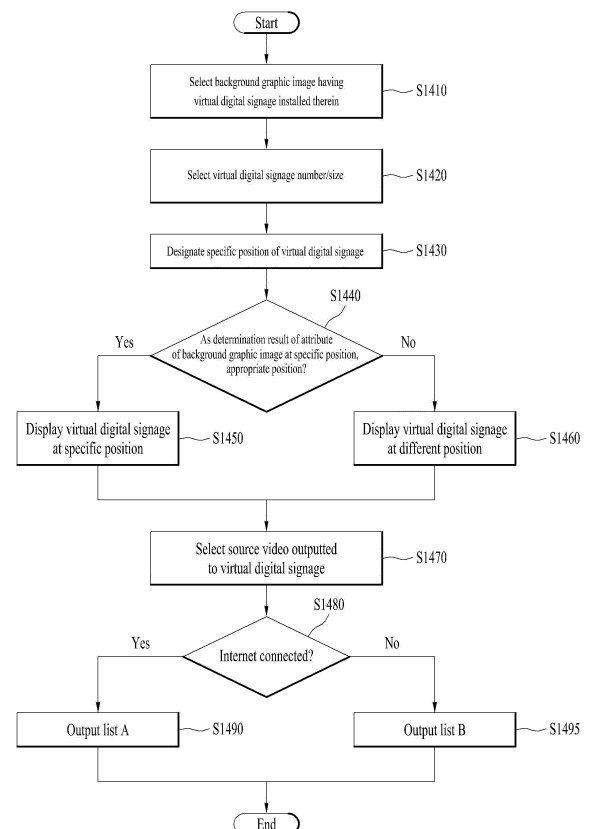 Start
Select background graphic image having
virtual digital signage installed therein
S1410
Select virtual digital signage number/size
S1420
Designate specific position of virtual digital signage
S1430
S1440
As determination result of attribute
of background graphic image at specific position,
appropriate position?
Yes
No
Display virtual digital signage
at specific position
S1450
Display virtual digital signage
at different position
S1460
Select source video outputted
to virtual digital signage
S1470
S1480
Internet connected?
Yes
No
Output list A
S1490
Output list B
S1495
End